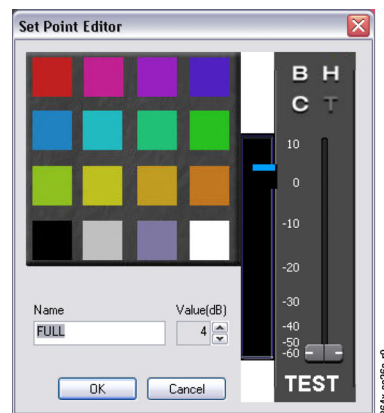 Set Point Editor
B H
C T
10
0
-10
-20
-30
-40
-50
-60
Name
Value(dB)
FULL
4
OK
Cancel
TEST